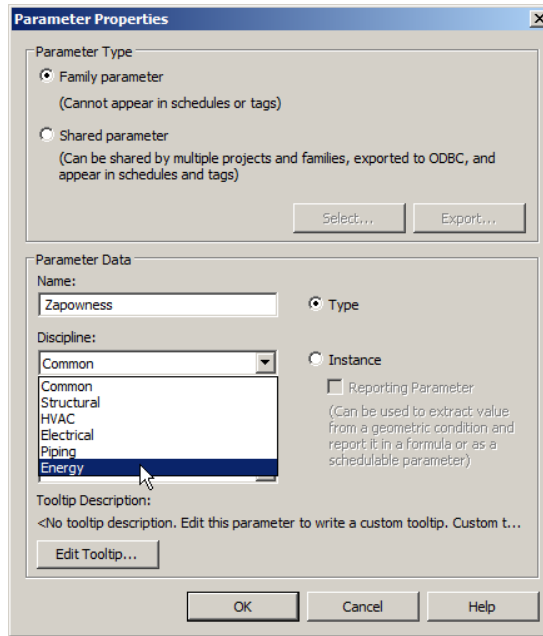 Parameter Properties
Parameter Type
Family parameter
(Cannot appear in schedules or tags)
Shared parameter
(Can be shared by multiple projects and families, exported to ODBC, and
appear in schedules and tags)
Select...
Export...
Parameter Data
Name:
Zapowness
Type
Discipline:
Common
Instance
Common
Structural
HVAC
Electrical
Piping
Energy
Reporting Parameter
(Can be used to extract value
from a geometric condition and
report it in a formula or as a
schedulable parameter)
Tooltip Description:
<No tooltip description. Edit this parameter to write a custom tooltip. Custom t...
Edit Tooltip...
OK
Cancel
Help